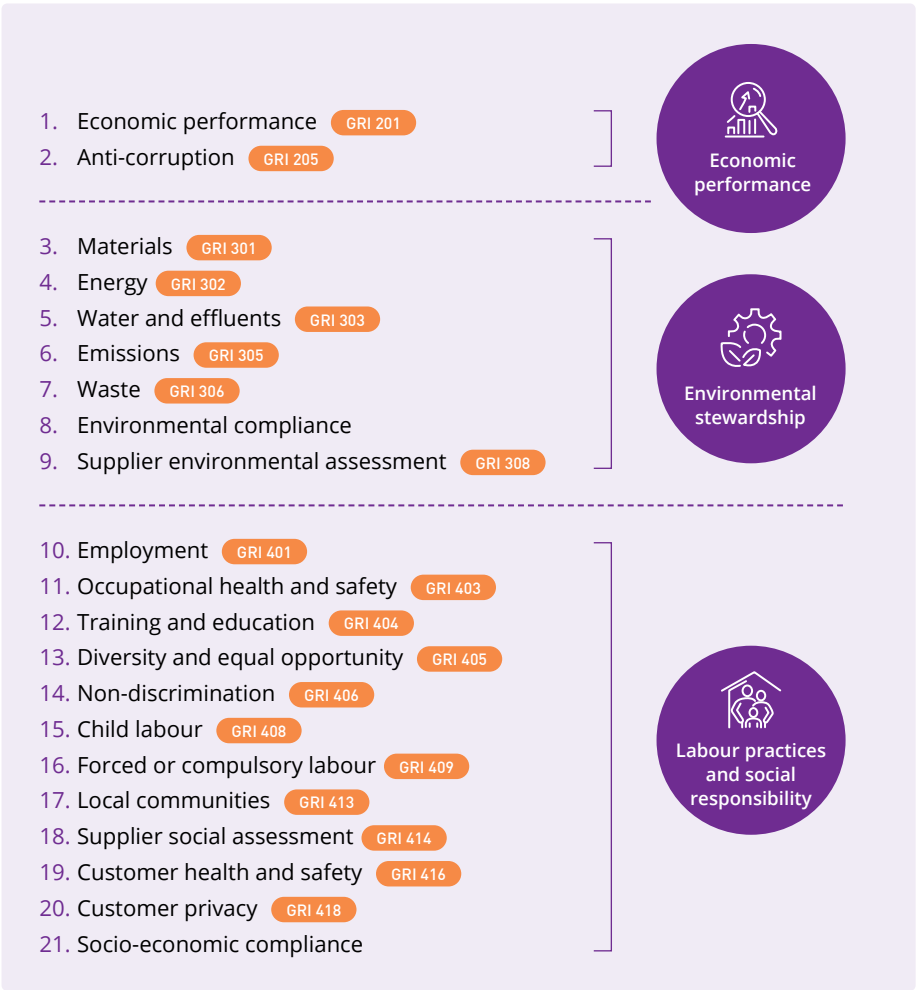 1. Economic performance GRI 201
2. Anti-corruption GRI 205
Economic
performance
3. Materials GRI 301
4. Energy GRI 302
5. Water and effluents GRI 303
6. Emissions GRI 305
7. Waste GRI 306
8. Environmental compliance
9. Supplier environmental assessment GRI 308
Environmental
stewardship
10. Employment GRI 401
11. Occupational health and safety GRI 403
12. Training and education GRI 404
13. Diversity and equal opportunity GRI 405
14. Non-discrimination GRI 406
15. Child labour GRI 408
16. Forced or compulsory labour GRI 409
17. Local communities GRI 413
18. Supplier social assessment GRI 414
19. Customer health and safety GRI 416
20. Customer privacy GRI 418
21. Socio-economic compliance
Labour practices
and social
responsibility